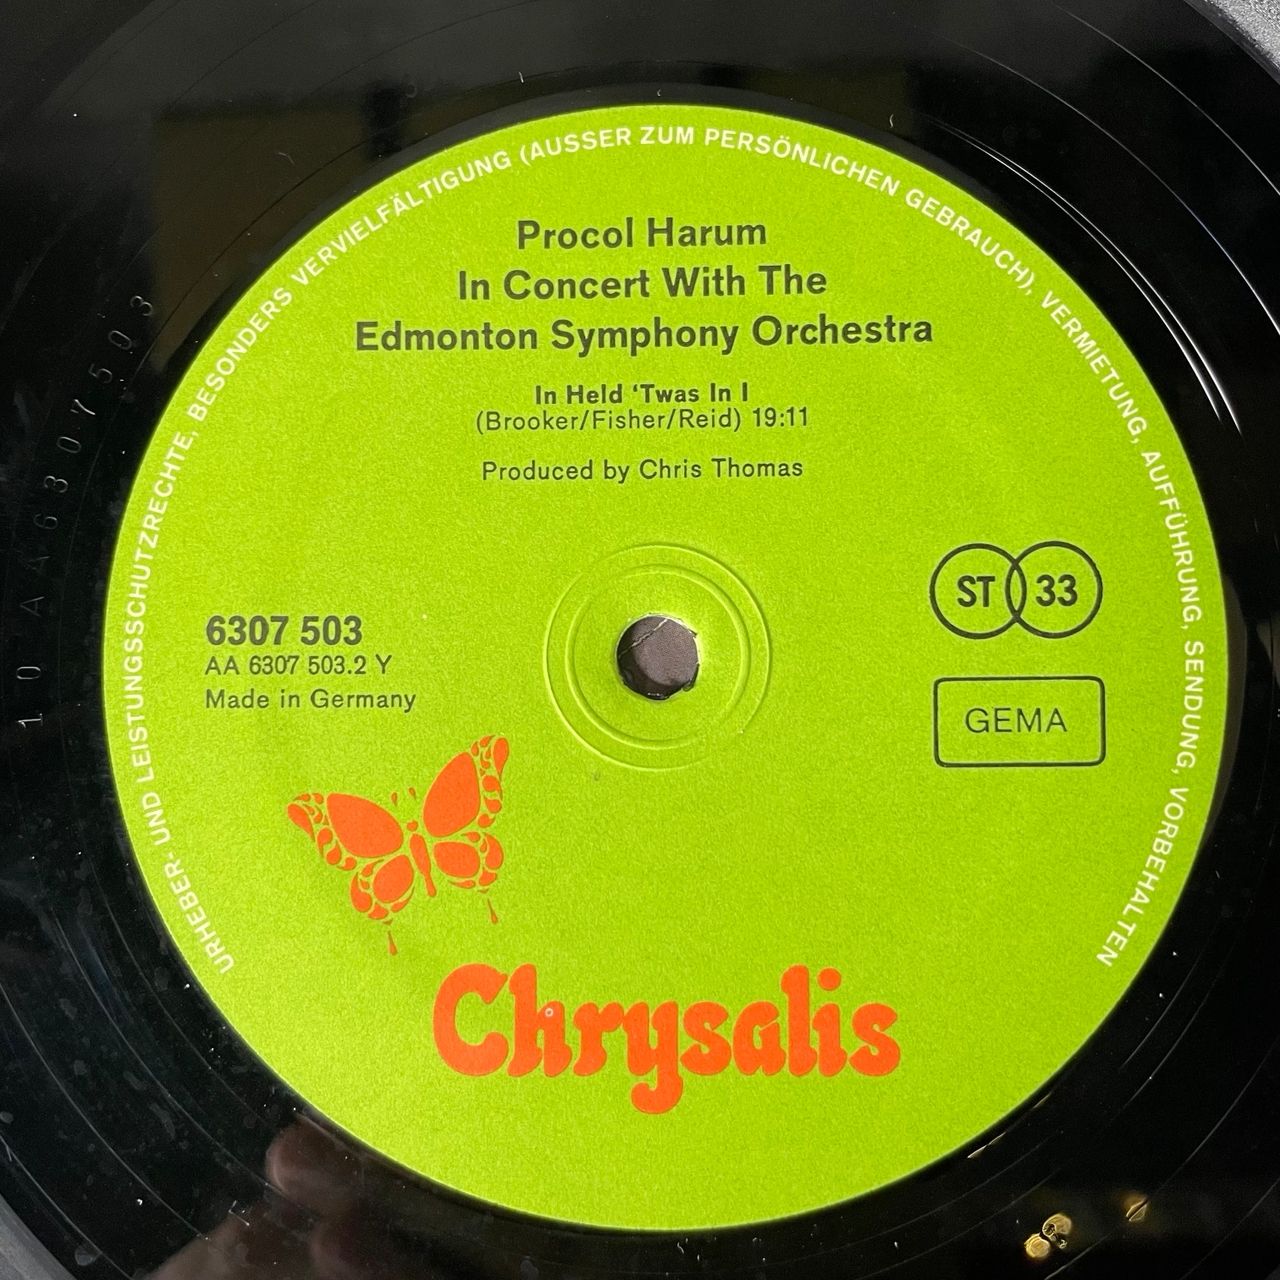 URHEBER- UND LEISTUNGSSCHUTZRECHTE, BESONDERS VERVIELFÄLTIGUNG (AUSSER ZUM PERSÖNLICHEN GEBRAUCH), VERMIETUNG, AUFFÜHRUNG, SENDUNG, VORBEHALTEN
Procol Harum
In Concert With The
Edmonton Symphony Orchestra
In Held ‘Twas In I
(Brooker/Fisher/Reid) 19:11
Produced by Chris Thomas
ST 33
6307 503
AA 6307 503.2 Y
Made in Germany
GEMA
Chrysalis
10 AA6307503